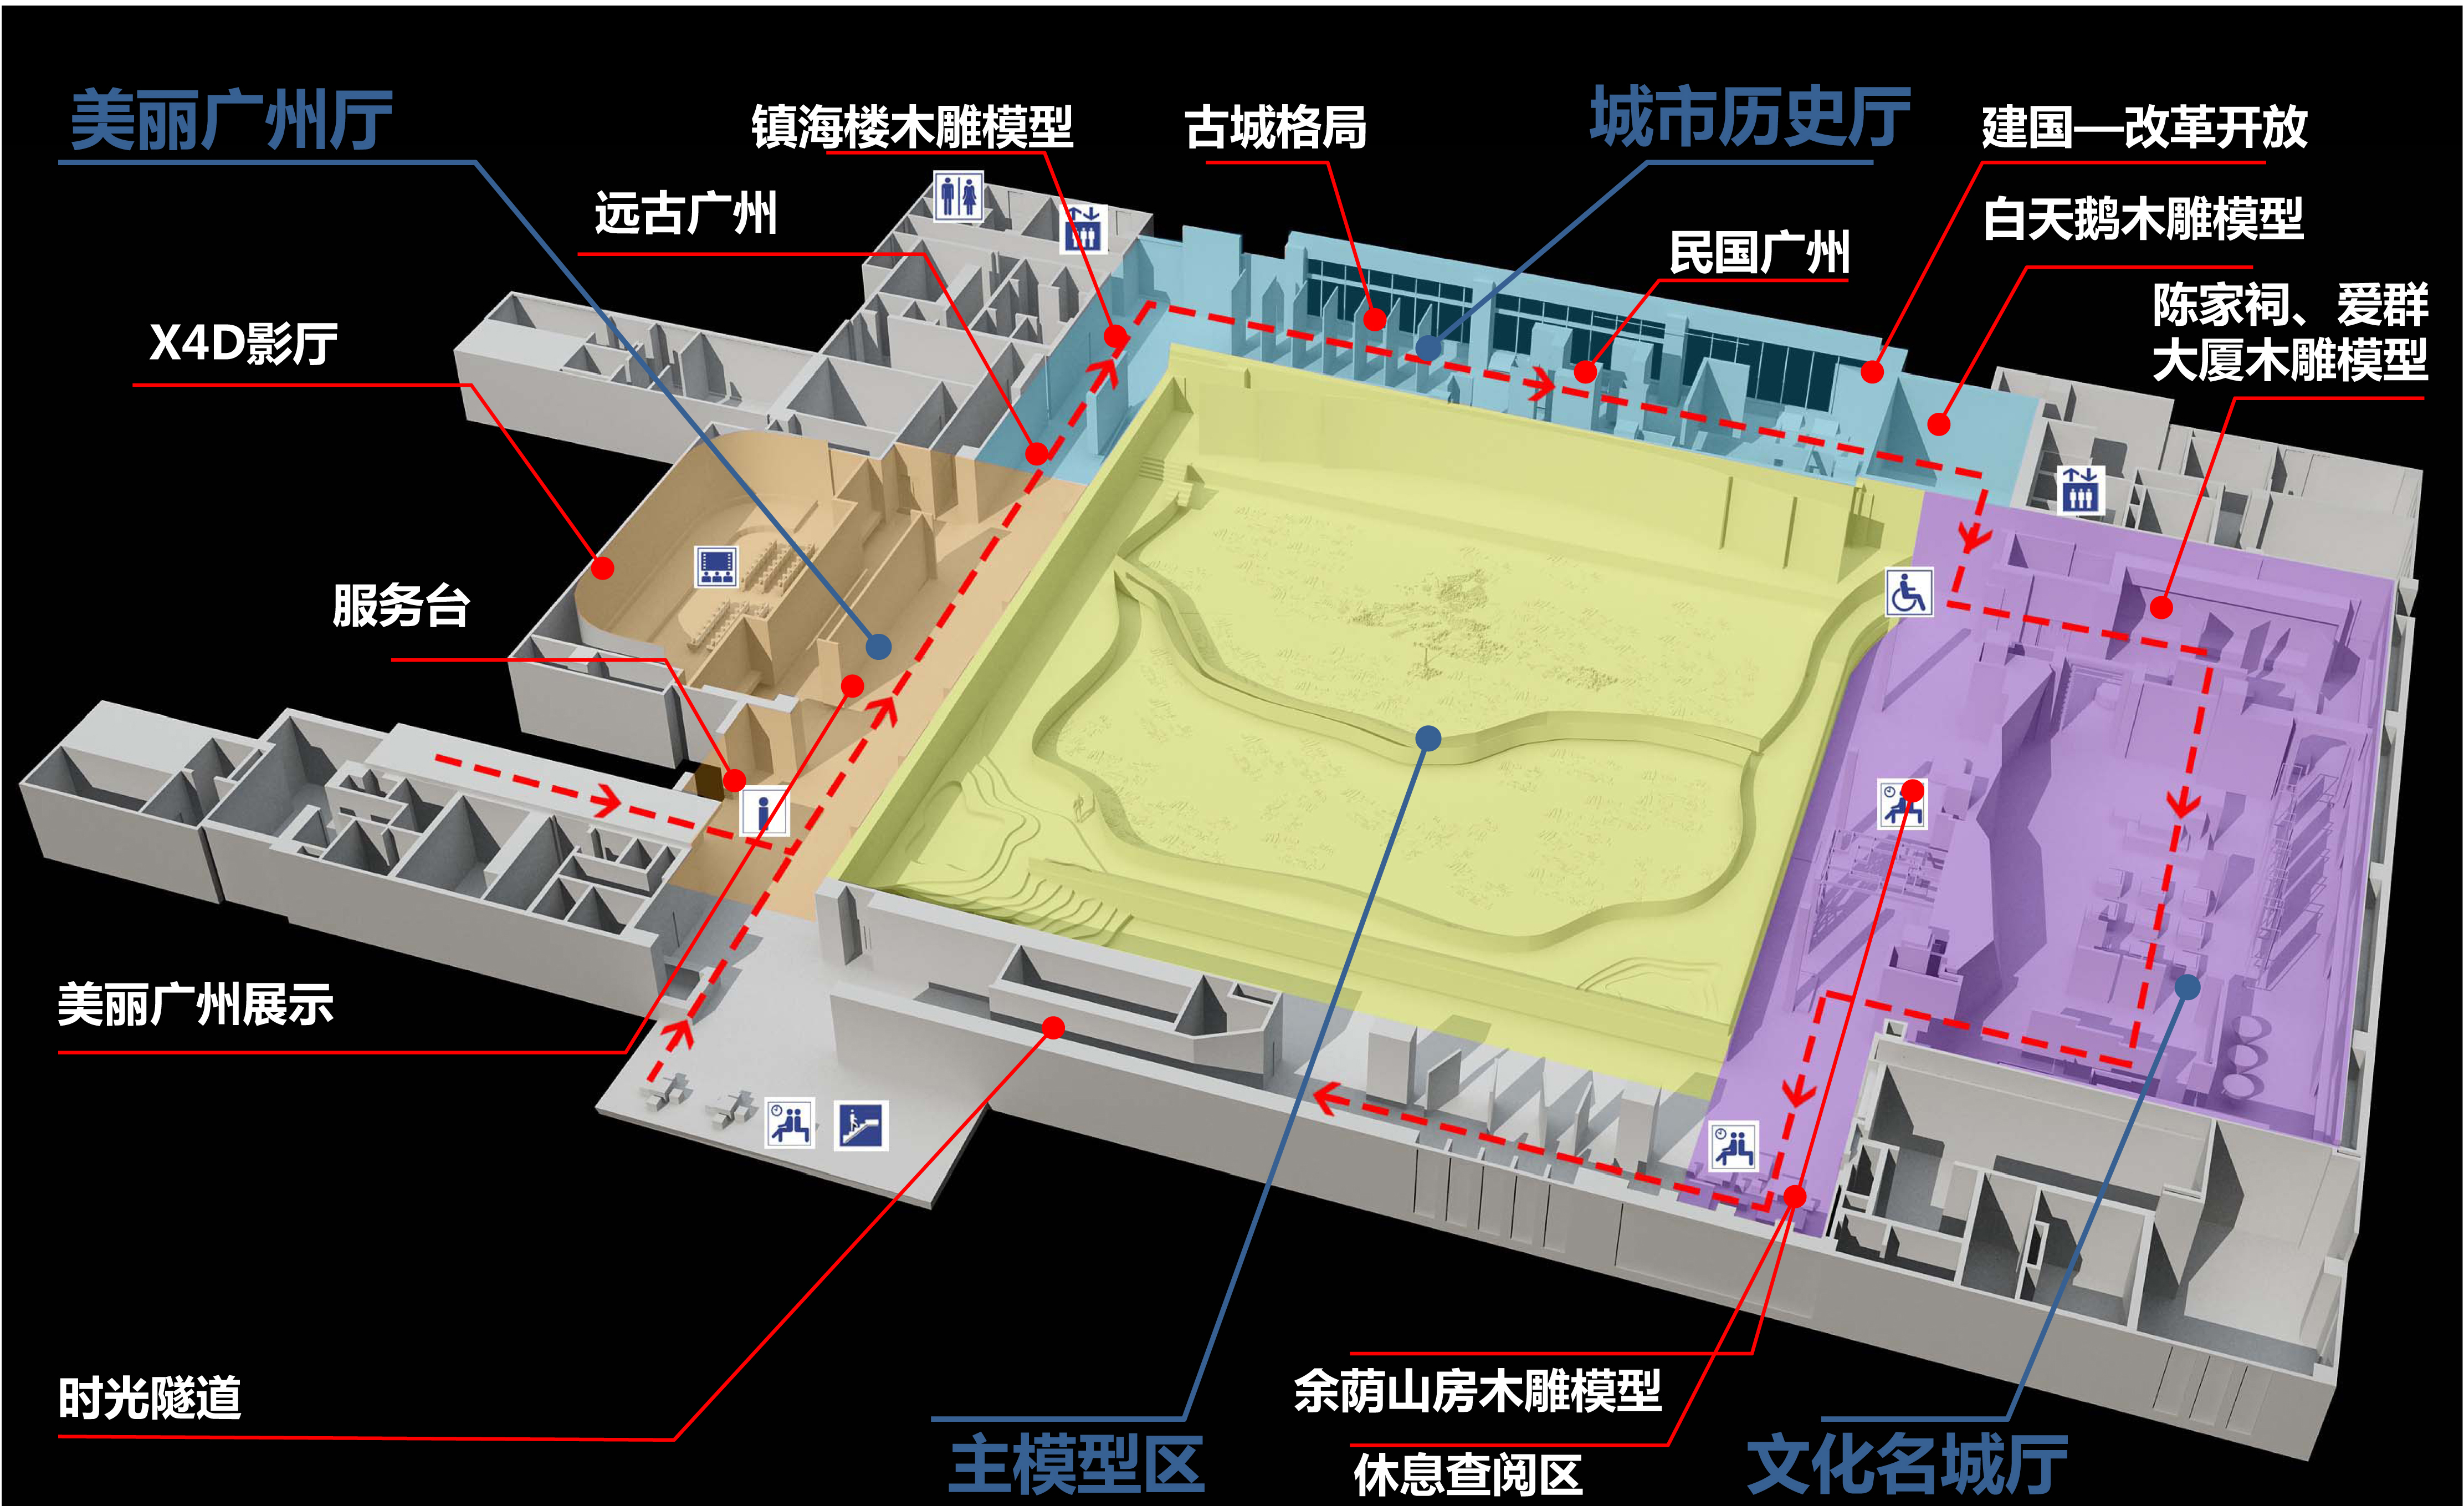 美丽广州厅
镇海楼木雕模型
古城格局
城市历史厅
建国—改革开放
远古广州
民国广州
白天鹅木雕模型
X4D影厅
陈家祠、爱群
大厦木雕模型
服务台
美丽广州展示
时光隧道
主模型区
余荫山房木雕模型
休息查阅区
文化名城厅